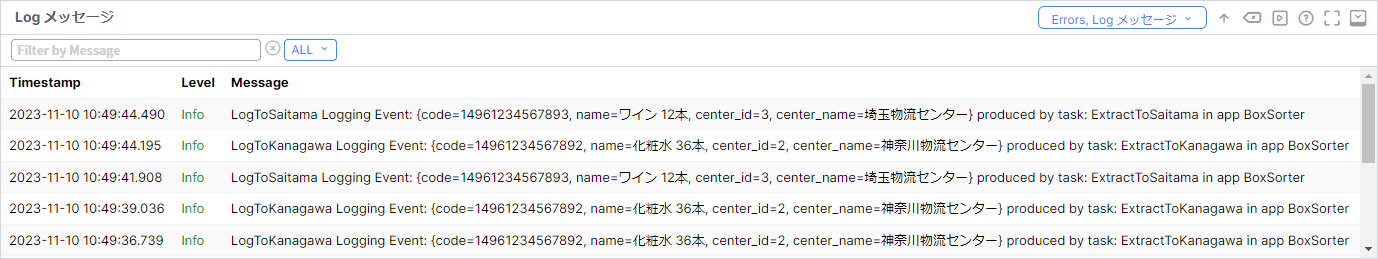 Log メッセージ
Errors, Log メッセージ
Filter by Message
ALL
Timestamp Level Message
2023-11-10 10:49:44.490 Info LogToSaitama Logging Event: {code=14961234567893, name=ワイン 12本, center_id=3, center_name=埼玉物流センター} produced by task: ExtractToSaitama in app BoxSorter
2023-11-10 10:49:44.195 Info LogToKanagawa Logging Event: {code=14961234567892, name=化粧水 36本, center_id=2, center_name=神奈川物流センター} produced by task: ExtractToKanagawa in app BoxSorter
2023-11-10 10:49:41.908 Info LogToSaitama Logging Event: {code=14961234567893, name=ワイン 12本, center_id=3, center_name=埼玉物流センター} produced by task: ExtractToSaitama in app BoxSorter
2023-11-10 10:49:39.036 Info LogToKanagawa Logging Event: {code=14961234567892, name=化粧水 36本, center_id=2, center_name=神奈川物流センター} produced by task: ExtractToKanagawa in app BoxSorter
2023-11-10 10:49:36.739 Info LogToKanagawa Logging Event: {code=14961234567892, name=化粧水 36本, center_id=2, center_name=神奈川物流センター} produced by task: ExtractToKanagawa in app BoxSorter